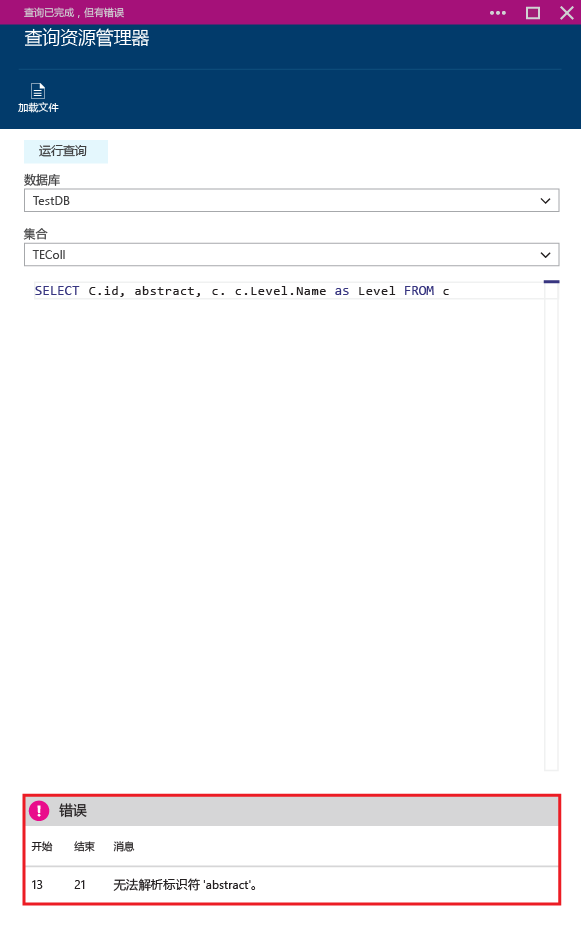 查询已完成，但有错误
查询资源管理器
加载文件
运行查询
数据库
TestDB
集合
TEColl
SELECT C.id, abstract, c. c.Level.Name as Level FROM c
错误
开始 结束 消息
13 21 无法解析标识符 'abstract'。